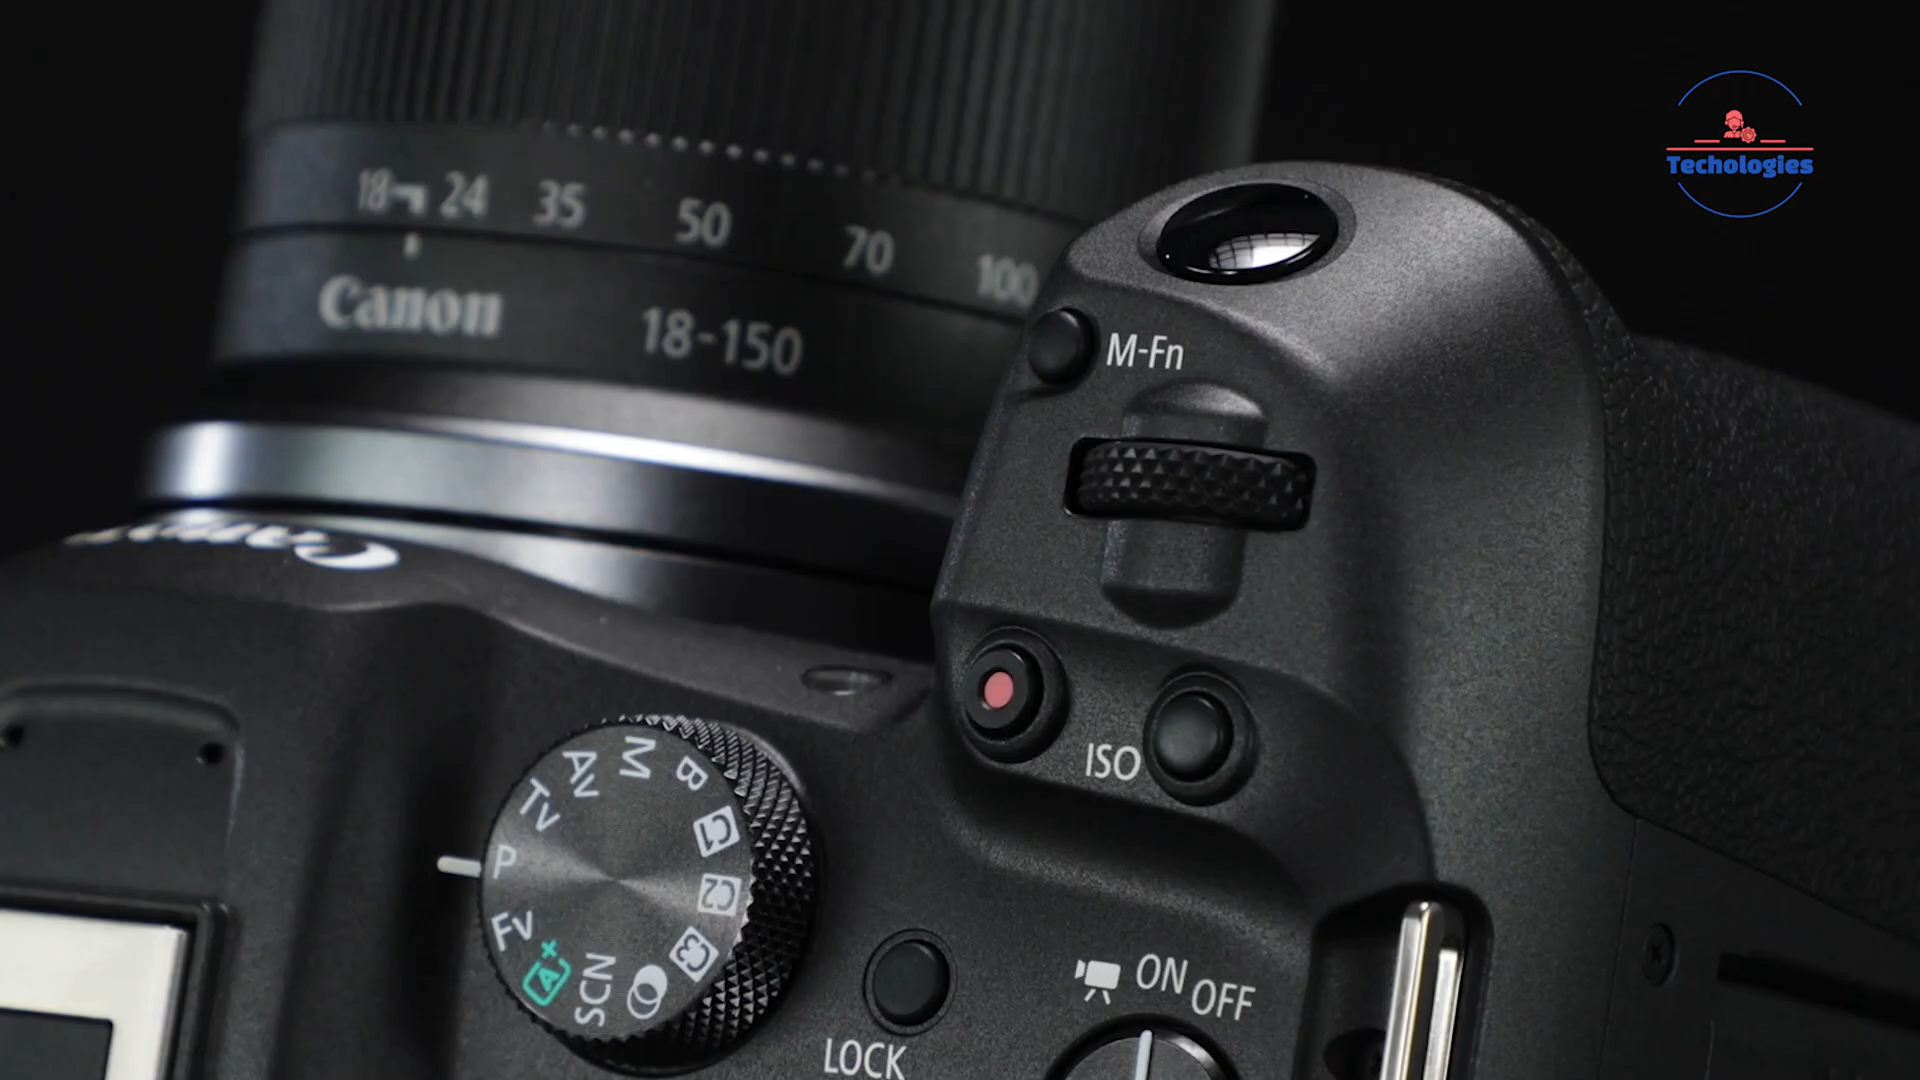 Techologies
18 24 35 50 70 100
Canon 18-150
M-Fn
Canon
ISO
M
B
Av
Tv
C1
P
C2
Fv
C3
A+
SCN
ON OFF
LOCK